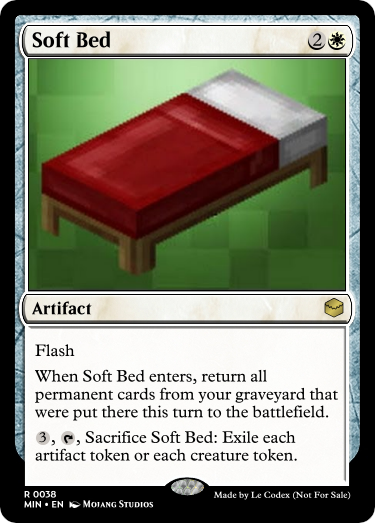 Soft Bed 2
Artifact
Flash
When Soft Bed enters, return all
permanent cards from your graveyard that
were put there this turn to the battlefield.
3, , Sacrifice Soft Bed: Exile each
artifact token or each creature token.
R 0038
MIN • EN Mojang Studios
Made by Le Codex (Not For Sale)